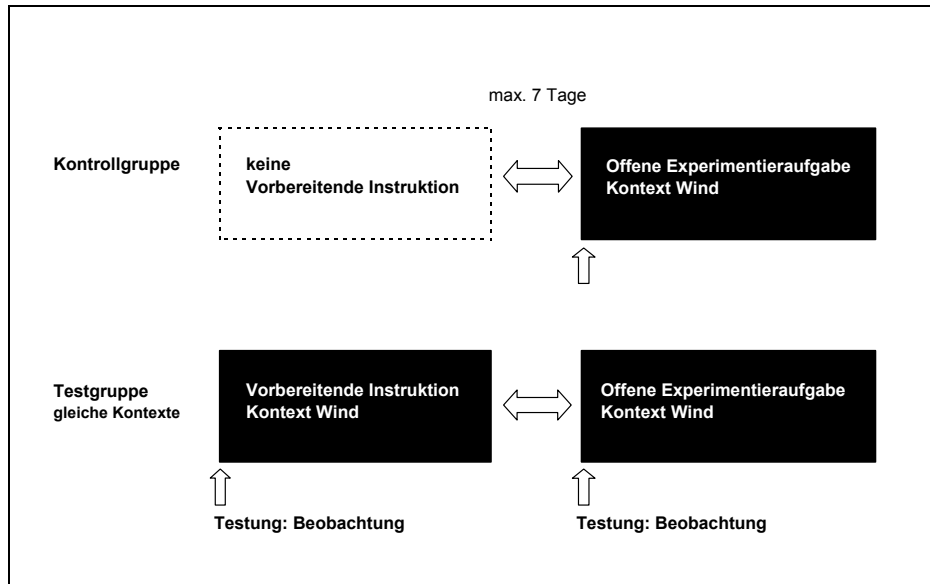 max. 7 Tage
Kontrollgruppe
keine
Vorbereitende Instruktion
Offene Experimentieraufgabe
Kontext Wind
Testgruppe
gleiche Kontexte
Vorbereitende Instruktion
Kontext Wind
Offene Experimentieraufgabe
Kontext Wind
Testung: Beobachtung
Testung: Beobachtung